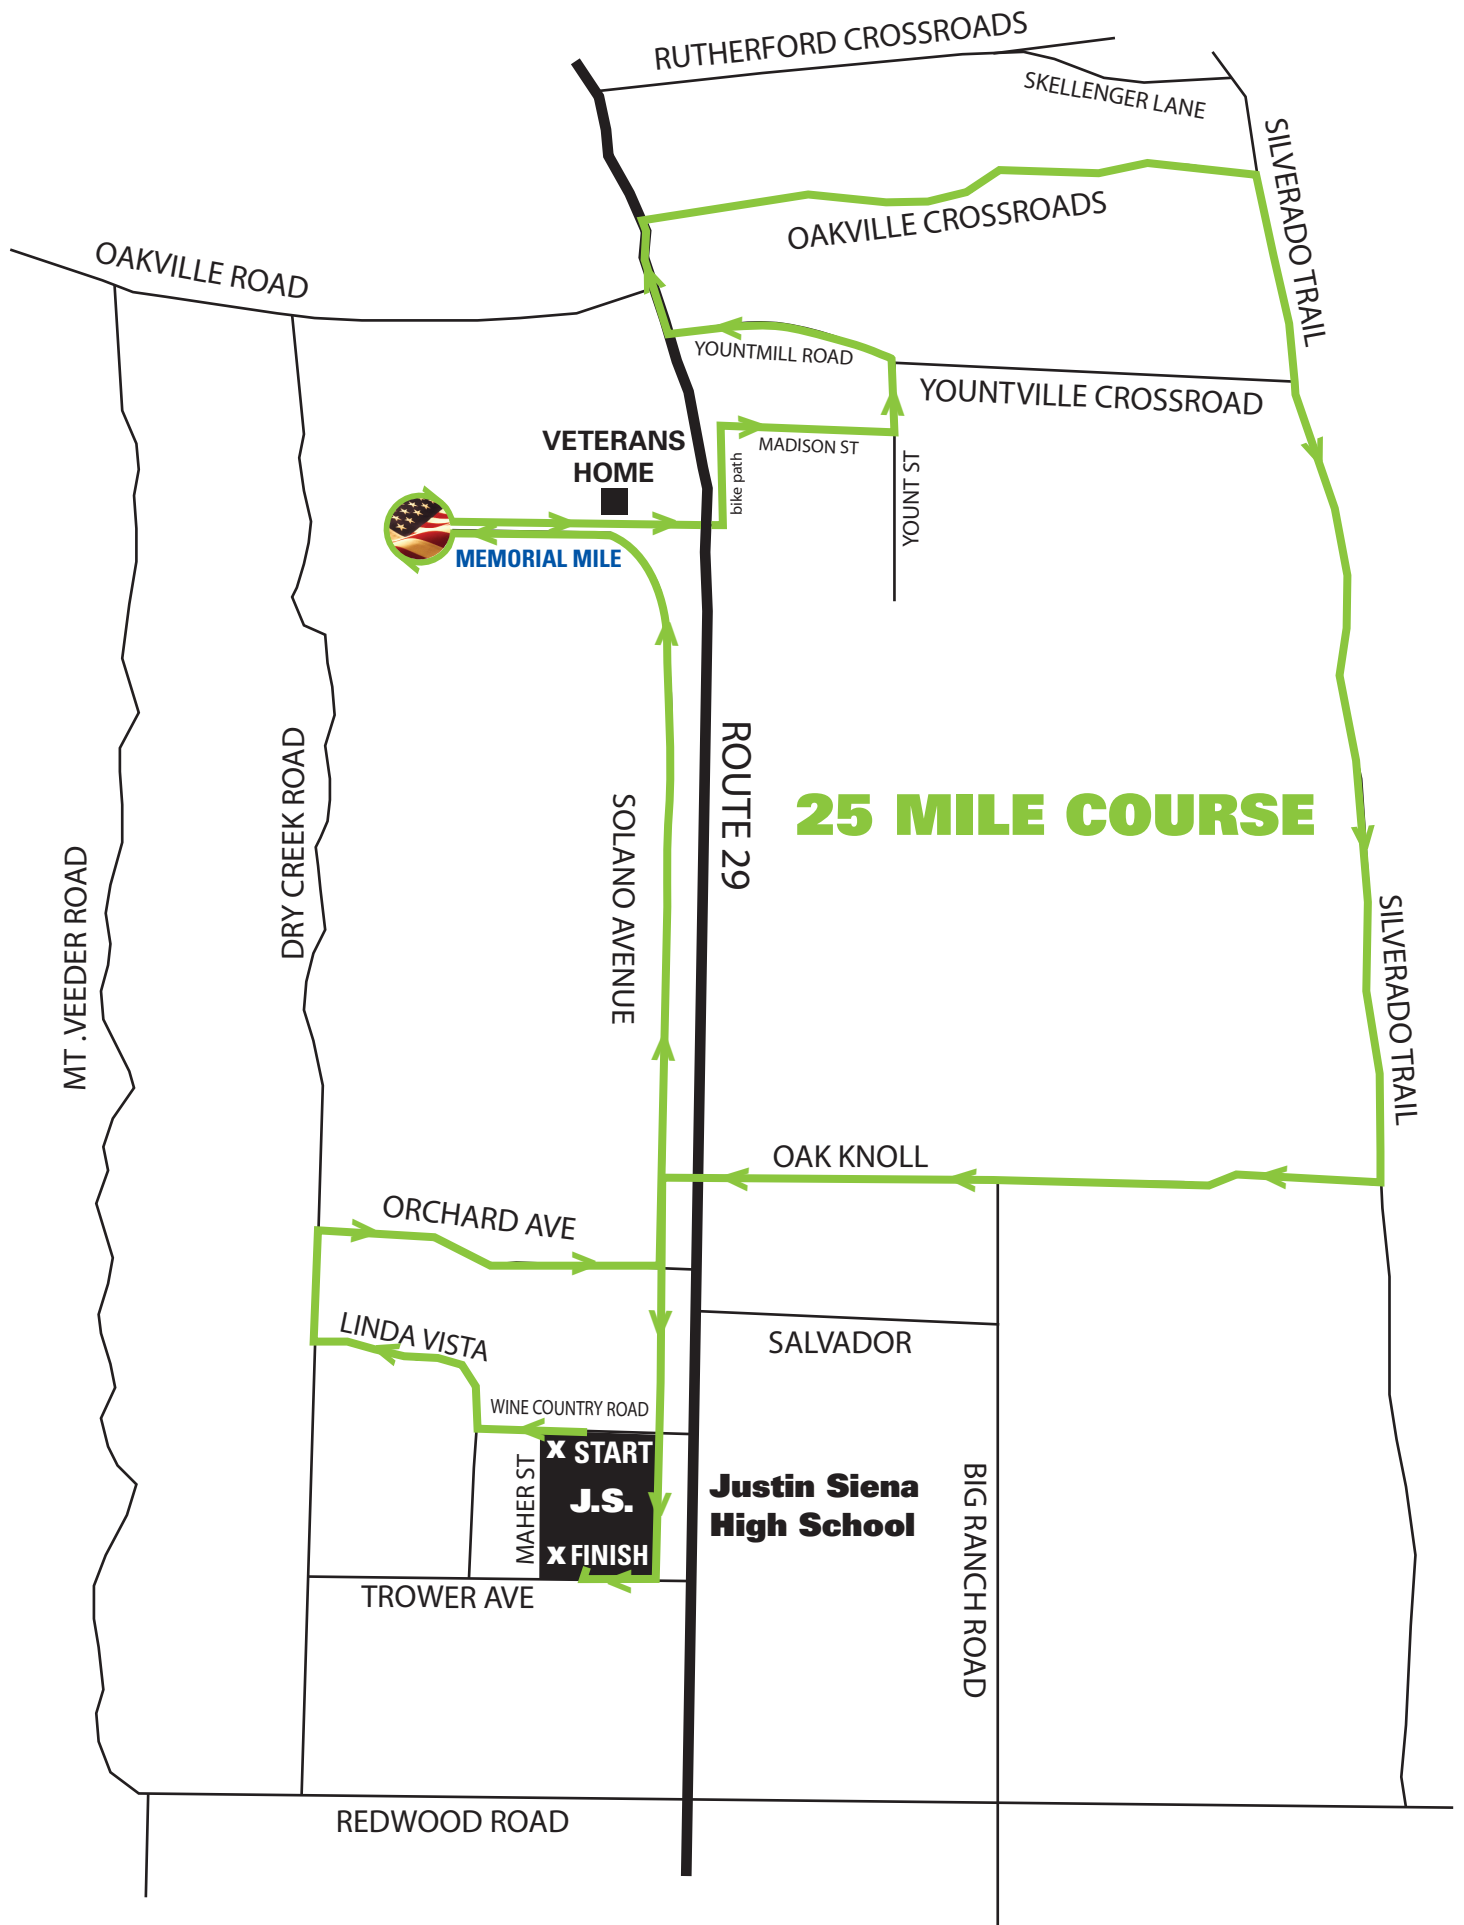 RUTHERFORD CROSSROADS
SKELLENGER LANE
SILVERADO TRAIL
OAKVILLE CROSSROADS
OAKVILLE ROAD
YOUNTMILL ROAD
YOUNTVILLE CROSSROAD
VETERANS
HOME
MADISON ST
bike path
YOUNT ST
MEMORIAL MILE
ROUTE 29
25 MILE COURSE
SOLANO AVENUE
DRY CREEK ROAD
MT .VEEDER ROAD
SILVERADO TRAIL
OAK KNOLL
ORCHARD AVE
LINDA VISTA
SALVADOR
WINE COUNTRY ROAD
X START
J.S.
X FINISH
MAHER ST
Justin Siena
High School
BIG RANCH ROAD
TROWER AVE
REDWOOD ROAD